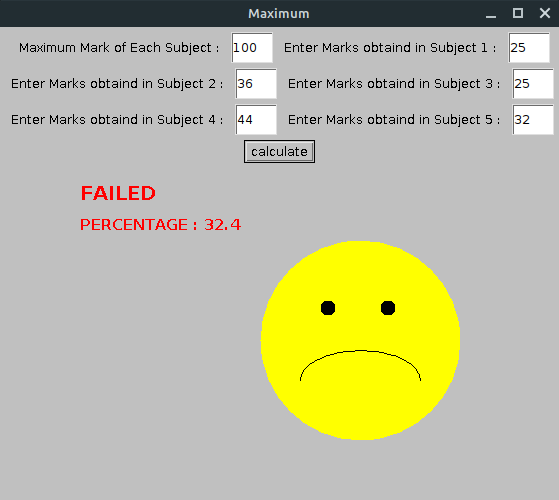 Maximum
Maximum Mark of Each Subject : 100 Enter Marks obtaind in Subject 1 : 25
Enter Marks obtaind in Subject 2 : 36 Enter Marks obtaind in Subject 3 : 25
Enter Marks obtaind in Subject 4 : 44 Enter Marks obtaind in Subject 5 : 32
calculate
FAILED
PERCENTAGE : 32.4